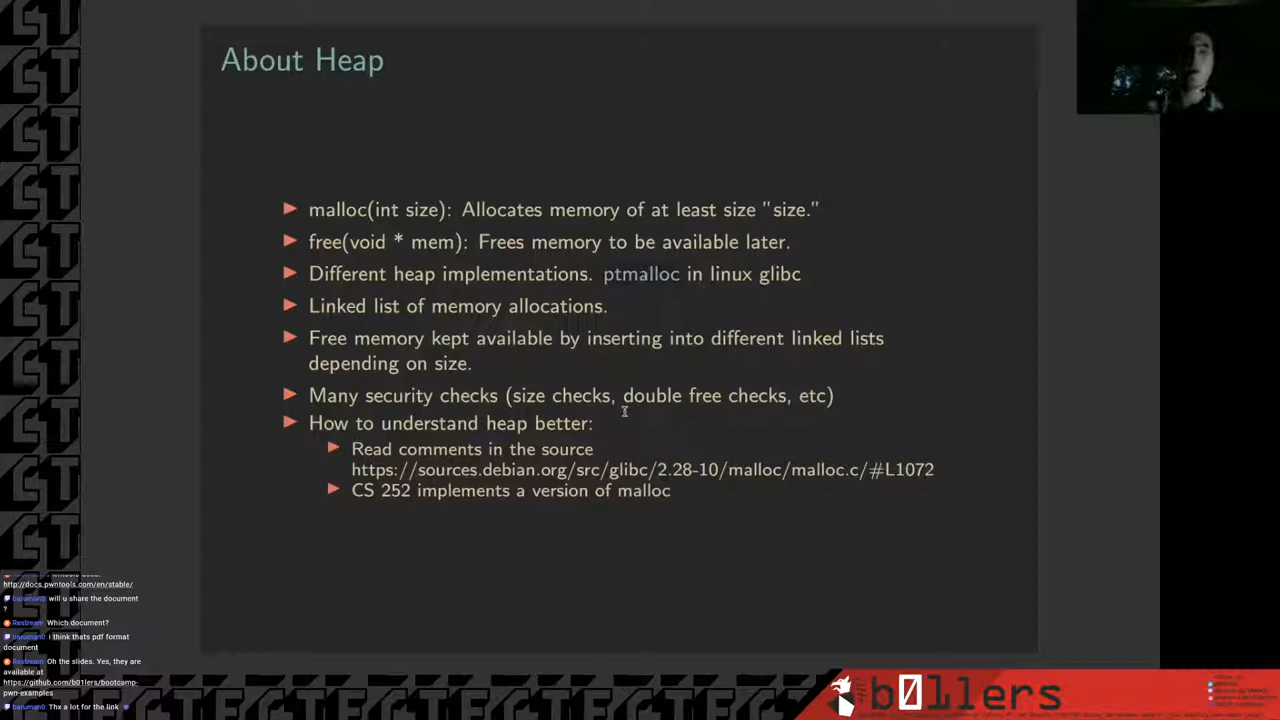 About Heap
malloc(int size): Allocates memory of at least size "size."
free(void * mem): Frees memory to be available later.
Different heap implementations. ptmalloc in linux glibc
Linked list of memory allocations.
Free memory kept available by inserting into different linked lists
depending on size.
Many security checks (size checks, double free checks, etc)
How to understand heap better:
Read comments in the source
https://sources.debian.org/src/glibc/2.28-10/malloc/malloc.c/#L1072
CS 252 implements a version of malloc
http://docs.pwntools.com/en/stable/
baruman0 will u share the document
?
Restream: Which document?
baruman0 i think thats pdf format
document
Restream: Oh the slides. Yes, they are
available at
https://github.com/b01lers/bootcamp-
pwn-examples
baruman0 Thx a lot for the link
b0llers